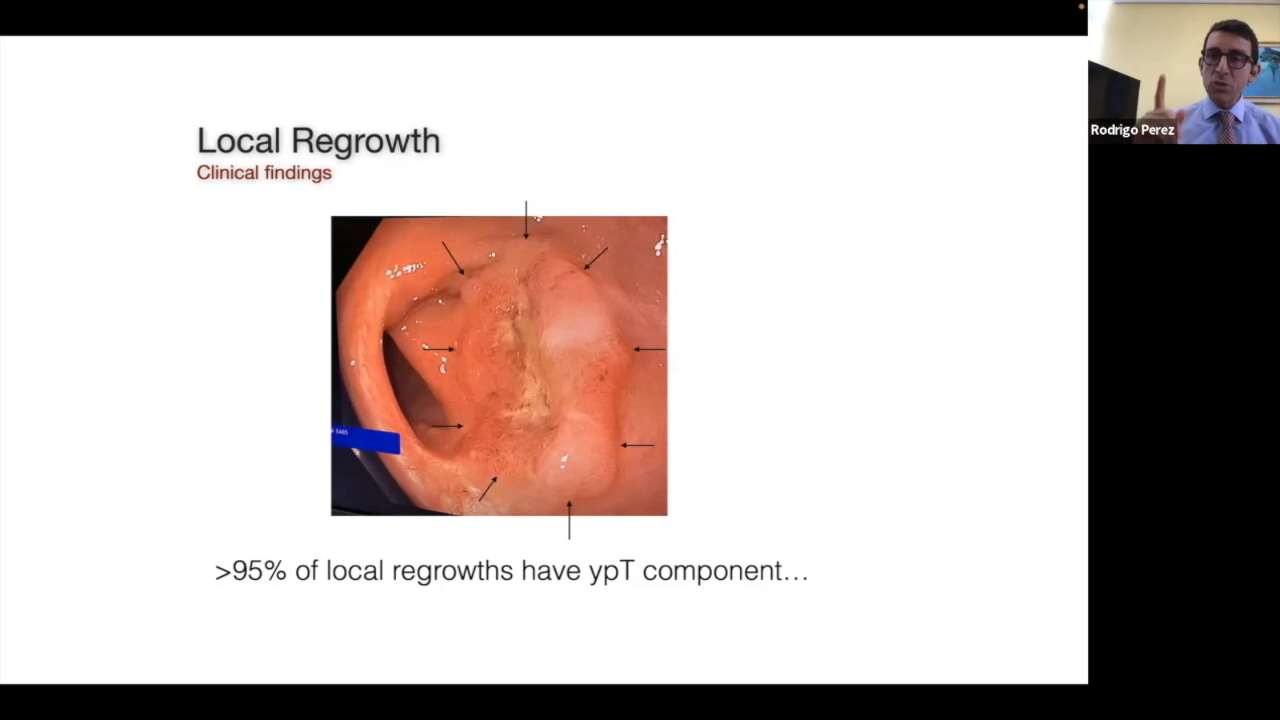 Local Regrowth
Clinical findings
>95% of local regrowths have ypT component…
Rodrigo Perez